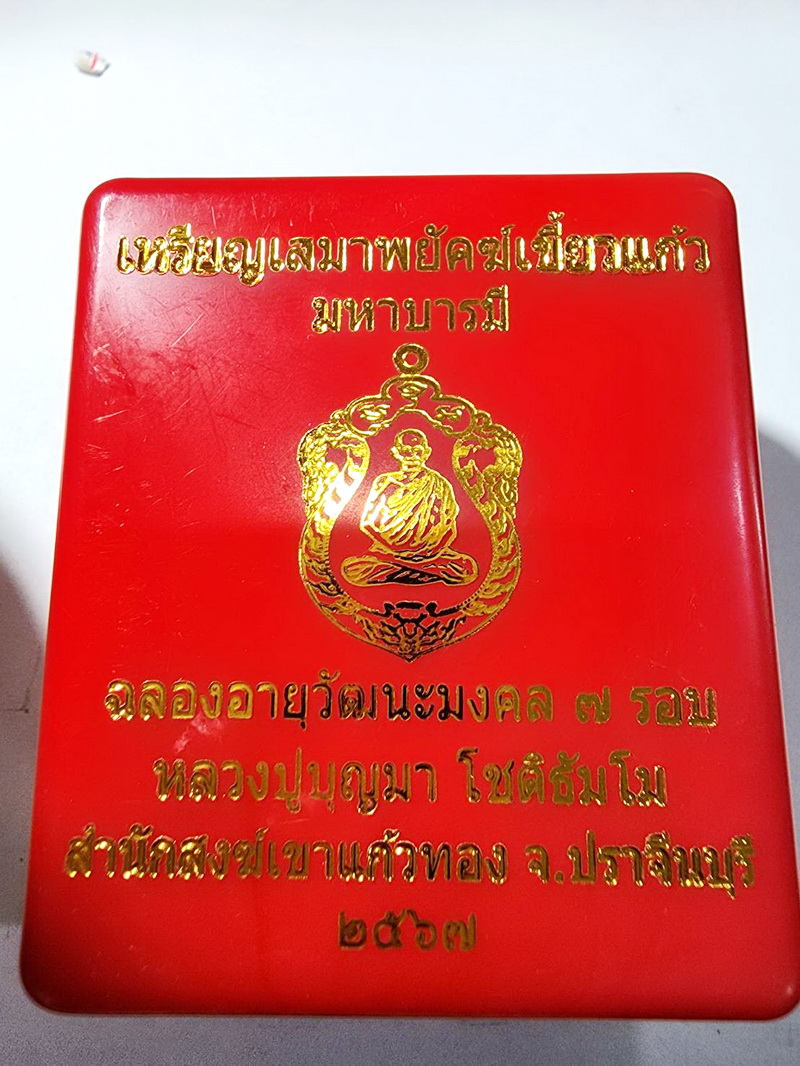 เหรียญเสมาพยัคฆ์เขี้ยวแก้ว
มหาบารมี
ฉลองอายุวัฒนะมงคล ๗ รอบ
หลวงปู่บุญมา โชติธัมโม
สำนักสงฆ์เขาแก้วทอง จ.ปราจีนบุรี
๒๕๖๗